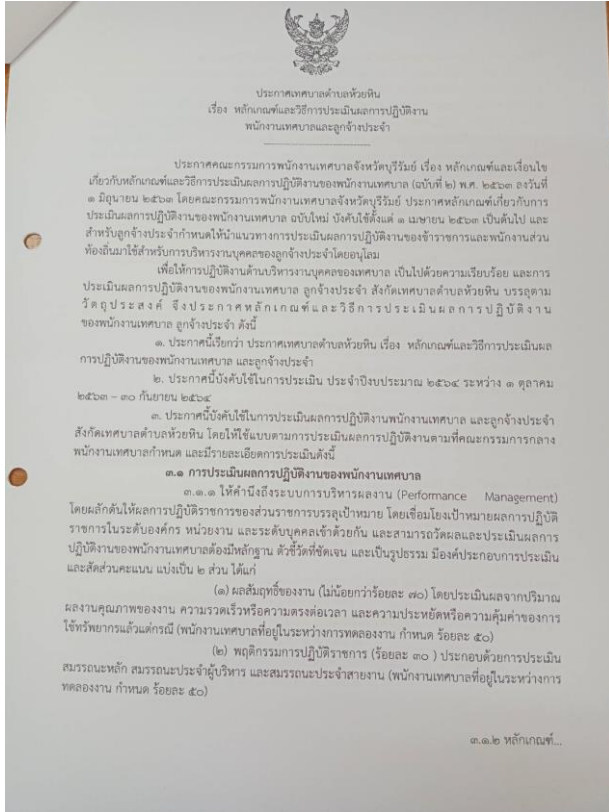 ประกาศเทศบาลตำบลห้วยหิน
เรื่อง หลักเกณฑ์และวิธีการประเมินผลการปฏิบัติงาน
พนักงานเทศบาลและลูกจ้างประจำ
ประกาศคณะกรรมการพนักงานเทศบาลจังหวัดบุรีรัมย์ เรื่อง หลักเกณฑ์และเงื่อนไข
เกี่ยวกับหลักเกณฑ์และวิธีการประเมินผลการปฏิบัติงานของพนักงานเทศบาล (ฉบับที่ ๒) พ.ศ. ๒๕๖๓ ลงวันที่
๑ มิถุนายน ๒๕๖๓ โดยคณะกรรมการพนักงานเทศบาลจังหวัดบุรีรัมย์ ประกาศหลักเกณฑ์เกี่ยวกับการ
ประเมินผลการปฏิบัติงานของพนักงานเทศบาล ฉบับใหม่ บังคับใช้ตั้งแต่ ๑ เมษายน ๒๕๖๓ เป็นต้นไป และ
สำหรับลูกจ้างประจำกำหนดให้นำแนวทางการประเมินผลการปฏิบัติงานของข้าราชการและพนักงานส่วน
ท้องถิ่นมาใช้สำหรับการบริหารงานบุคคลของลูกจ้างประจำโดยอนุโลม
เพื่อให้การปฏิบัติงานด้านบริหารงานบุคคลของเทศบาล เป็นไปด้วยความเรียบร้อย และการ
ประเมินผลการปฏิบัติงานของพนักงานเทศบาล ลูกจ้างประจำ สังกัดเทศบาลตำบลห้วยหิน บรรลุตาม
วัตถุประสงค์ จึงประกาศหลักเกณฑ์และวิธีการประเมินผลการปฏิบัติงาน
ของพนักงานเทศบาล ลูกจ้างประจำ ดังนี้
๑. ประกาศนี้เรียกว่า ประกาศเทศบาลตำบลห้วยหิน เรื่อง หลักเกณฑ์และวิธีการประเมินผล
การปฏิบัติงานของพนักงานเทศบาล และลูกจ้างประจำ
๒. ประกาศนี้บังคับใช้ในการประเมิน ประจำปีงบประมาณ ๒๕๖๔ ระหว่าง ๑ ตุลาคม
๒๕๖๓ – ๓๐ กันยายน ๒๕๖๔
๓. ประกาศนี้บังคับใช้ในการประเมินผลการปฏิบัติงานพนักงานเทศบาล และลูกจ้างประจำ
สังกัดเทศบาลตำบลห้วยหิน โดยให้ใช้แบบตามการประเมินผลการปฏิบัติงานตามที่คณะกรรมการกลาง
พนักงานเทศบาลกำหนด และมีรายละเอียดการประเมินดังนี้
๓.๑ การประเมินผลการปฏิบัติงานของพนักงานเทศบาล
๓.๑.๑ ให้คำนึงถึงระบบการบริหารผลงาน (Performance Management)
โดยผลักดันให้ผลการปฏิบัติราชการของส่วนราชการบรรลุเป้าหมาย โดยเชื่อมโยงเป้าหมายผลการปฏิบัติ
ราชการในระดับองค์กร หน่วยงาน และระดับบุคคลเข้าด้วยกัน และสามารถวัดผลและประเมินผลการ
ปฏิบัติงานของพนักงานเทศบาลต้องมีหลักฐาน ตัวชี้วัดที่ชัดเจน และเป็นรูปธรรม มีองค์ประกอบการประเมิน
และสัดส่วนคะแนน แบ่งเป็น ๒ ส่วน ได้แก่
(๑) ผลสัมฤทธิ์ของงาน (ไม่น้อยกว่าร้อยละ ๗๐) โดยประเมินผลจากปริมาณ
ผลงานคุณภาพของงาน ความรวดเร็วหรือความตรงต่อเวลา และความประหยัดหรือความคุ้มค่าของการ
ใช้ทรัพยากรแล้วแต่กรณี (พนักงานเทศบาลที่อยู่ในระหว่างการทดลองงาน กำหนด ร้อยละ ๕๐)
(๒) พฤติกรรมการปฏิบัติราชการ (ร้อยละ ๓๐ ) ประกอบด้วยการประเมิน
สมรรถนะหลัก สมรรถนะประจำผู้บริหาร และสมรรถนะประจำสายงาน (พนักงานเทศบาลที่อยู่ในระหว่างการ
ทดลองงาน กำหนด ร้อยละ ๕๐)
๓.๑.๒ หลักเกณฑ์...